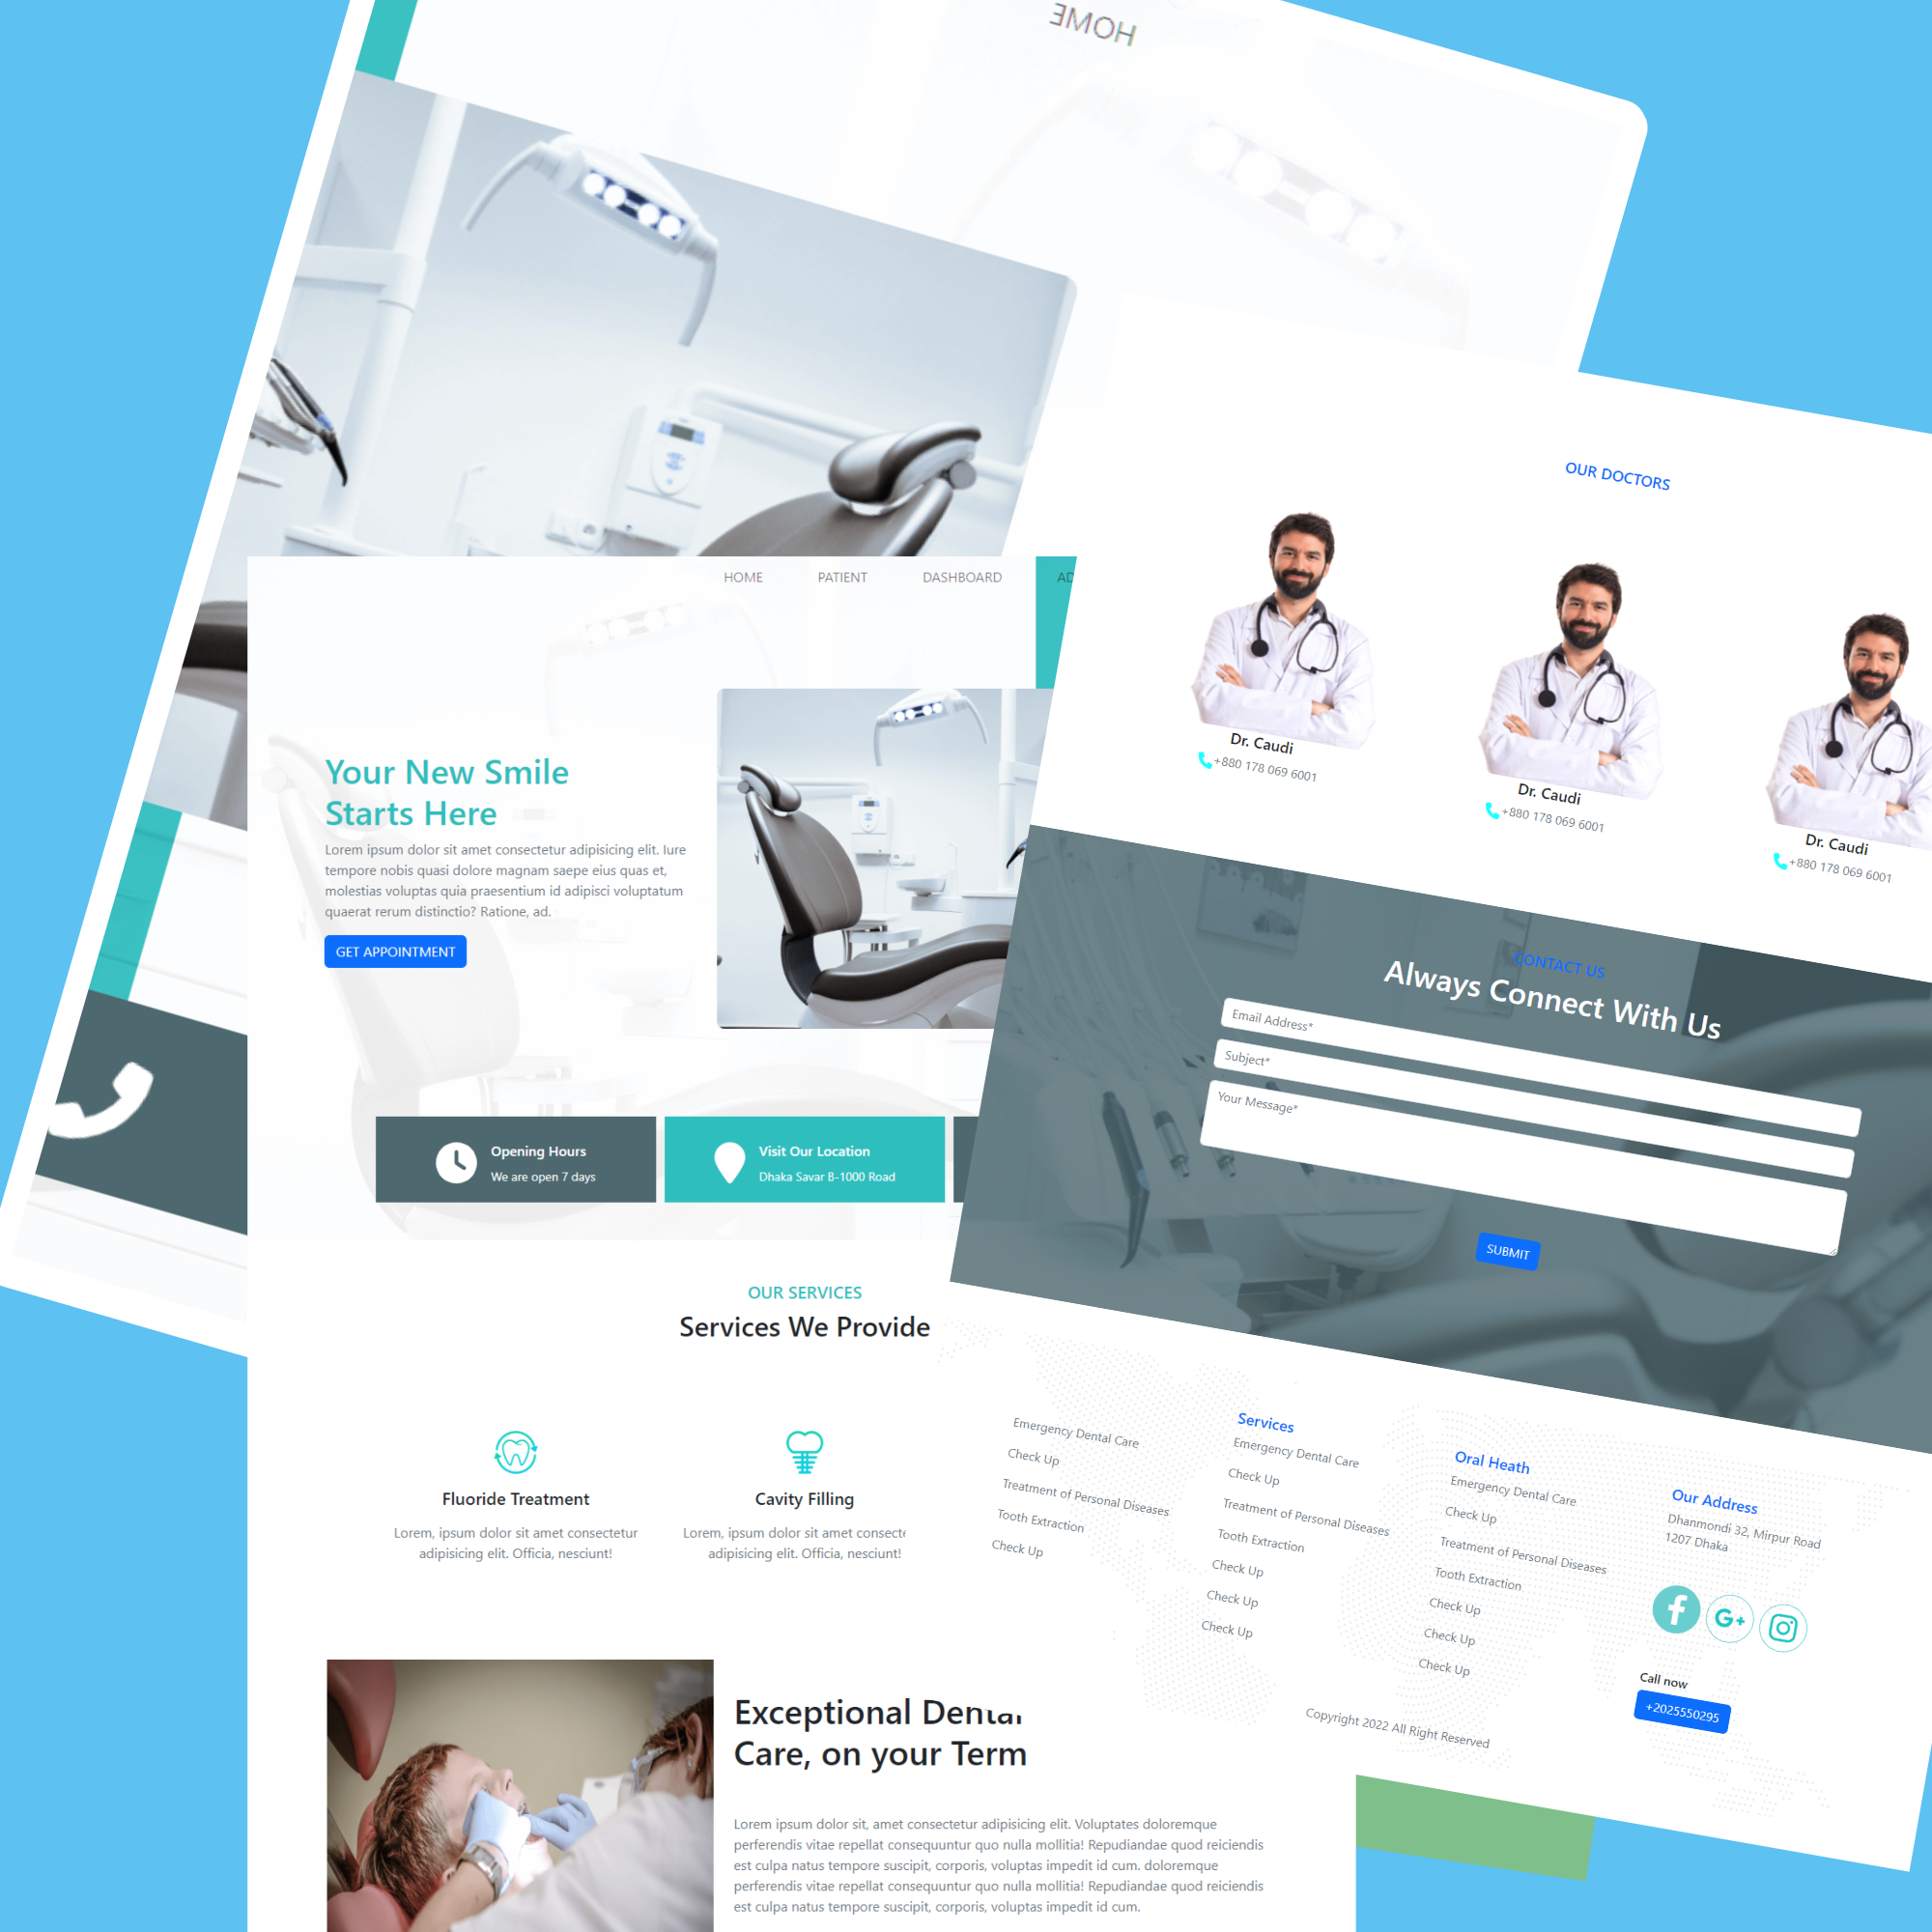 HOME
HOME
PATIENT
DASHBOARD
AD
Your New Smile
Starts Here
Lorem ipsum dolor sit amet consectetur adipisicing elit. Iure
tempore nobis quasi dolore magnam saepe eius quas et,
molestias voluptas quia praesentium id adipisci voluptatum
quaerat rerum distinctio? Ratione, ad.
GET APPOINTMENT
Opening Hours
We are open 7 days
Visit Our Location
Dhaka Savar B-1000 Road
OUR SERVICES
Services We Provide
Fluoride Treatment
Lorem, ipsum dolor sit amet consectetur
adipisicing elit. Officia, nesciunt!
Cavity Filling
Lorem, ipsum dolor sit amet consecte
adipisicing elit. Officia, nesciunt!
Exceptional Dental
Care, on your Term
Lorem ipsum dolor sit, amet consectetur adipisicing elit. Voluptates doloremque
perferendis vitae repellat consequuntur quo nulla mollitia! Repudiandae quod reiciendis
est culpa natus tempore suscipit, corporis, voluptas impedit id cum. doloremque
perferendis vitae repellat consequuntur quo nulla mollitia! Repudiandae quod reiciendis
est culpa natus tempore suscipit, corporis, voluptas impedit id cum.
OUR DOCTORS
Dr. Caudi
+880 178 069 6001
Dr. Caudi
+880 178 069 6001
Dr. Caudi
+880 178 069 6001
CONTACT US
Always Connect With Us
Email Address*
Subject*
Your Message*
SUBMIT
Emergency Dental Care
Check Up
Treatment of Personal Diseases
Tooth Extraction
Check Up
Services
Emergency Dental Care
Check Up
Treatment of Personal Diseases
Tooth Extraction
Check Up
Check Up
Check Up
Oral Heath
Emergency Dental Care
Check Up
Treatment of Personal Diseases
Tooth Extraction
Check Up
Check Up
Check Up
Our Address
Dhanmondi 32, Mirpur Road
1207 Dhaka
G+
Call now
+2025550295
Copyright 2022 All Right Reserved